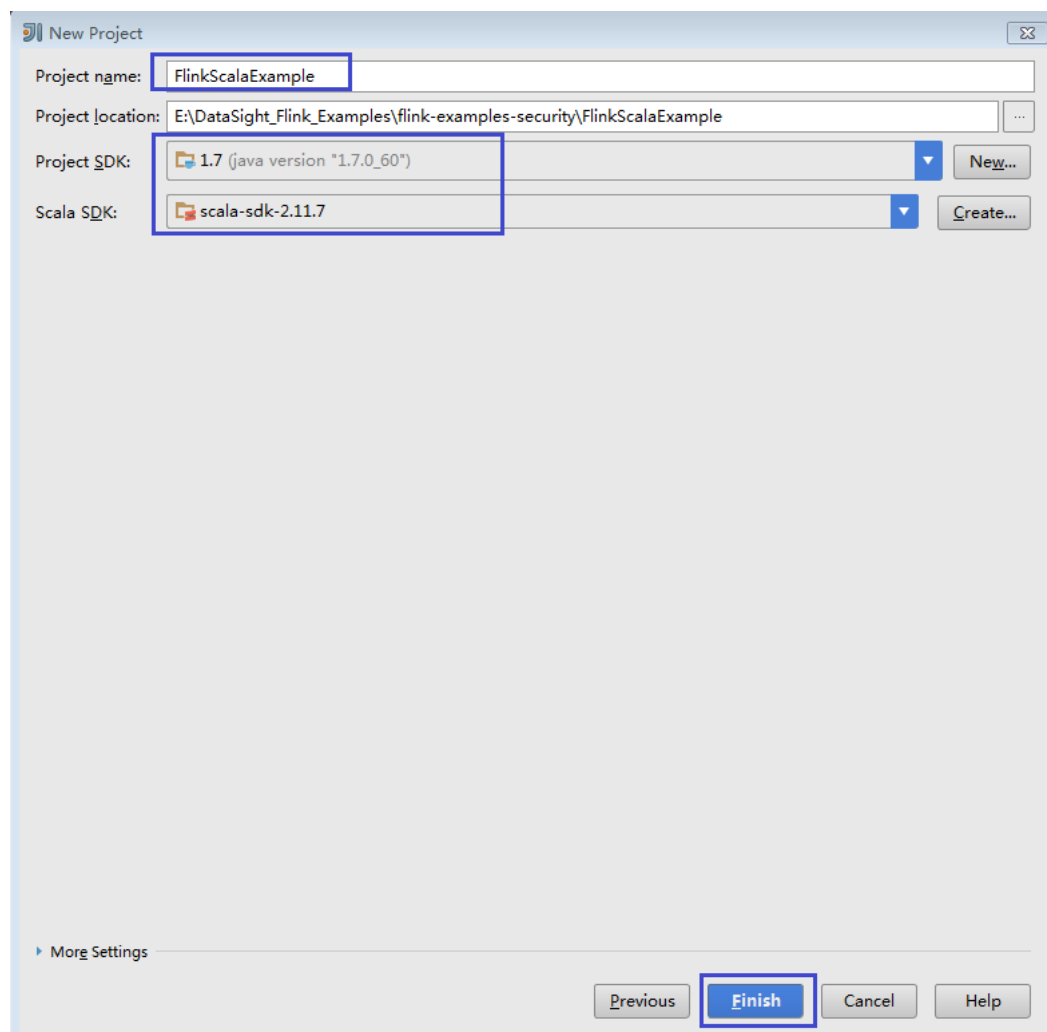 New Project
Project name: FlinkScalaExample
Project location: E:\DataSight_Flink_Examples\flink-examples-security\FlinkScalaExample ...
Project SDK: 1.7 (java version "1.7.0_60") New...
Scala SDK: scala-sdk-2.11.7 Create...
More Settings
Previous Finish Cancel Help